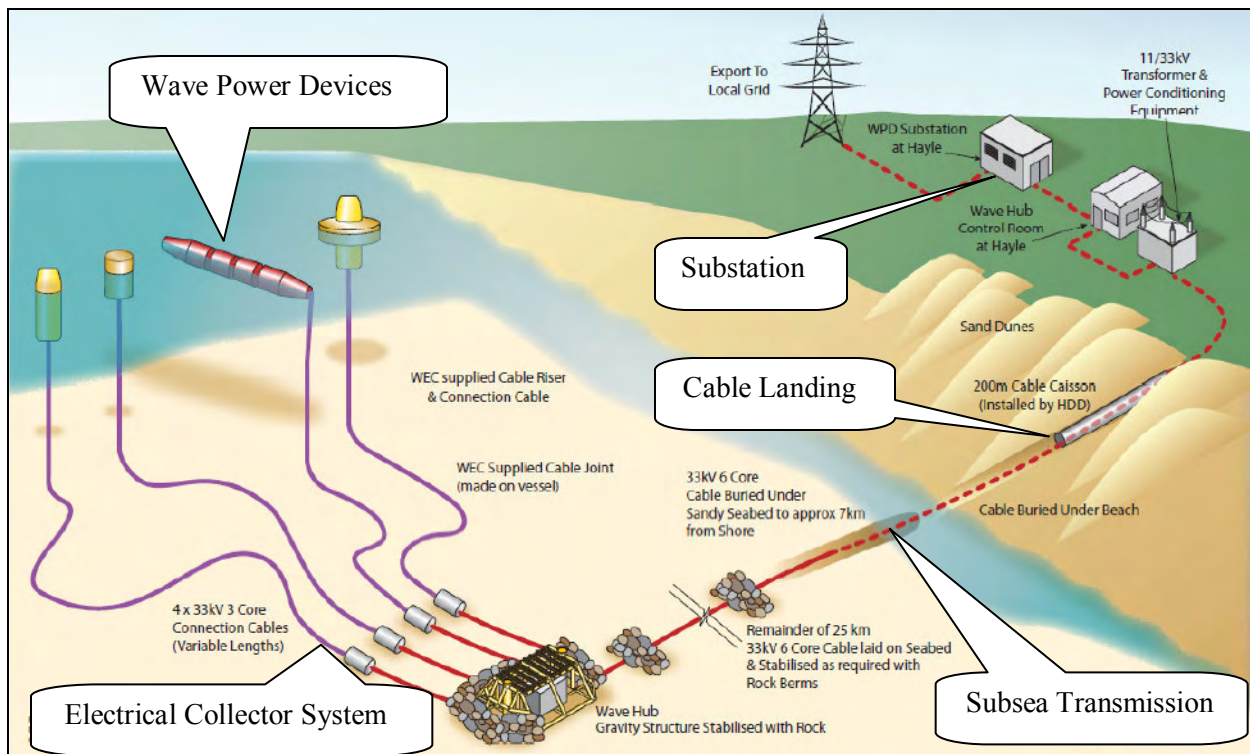 Wave Power Devices
Export To
Local Grid
11/33kV
Transformer &
Power Conditioning
Equipment
WPD Substation
at Hayle
Wave Hub
Control Room
at Hayle
Substation
Sand Dunes
Cable Landing
200m Cable Caisson
(Installed by HDD)
WEC supplied Cable Riser
& Connection Cable
WEC Supplied Cable Joint
(made on vessel)
33kV 6 Core
Cable Buried Under
Sandy Seabed to approx 7km
from Shore
Cable Buried Under Beach
4 x 33kV 3 Core
Connection Cables
(Variable Lengths)
Remainder of 25 km
33kV 6 Core Cable laid on Seabed
& Stabilised as required with
Rock Berms
Electrical Collector System
Wave Hub
Gravity Structure Stabilised with Rock
Subsea Transmission